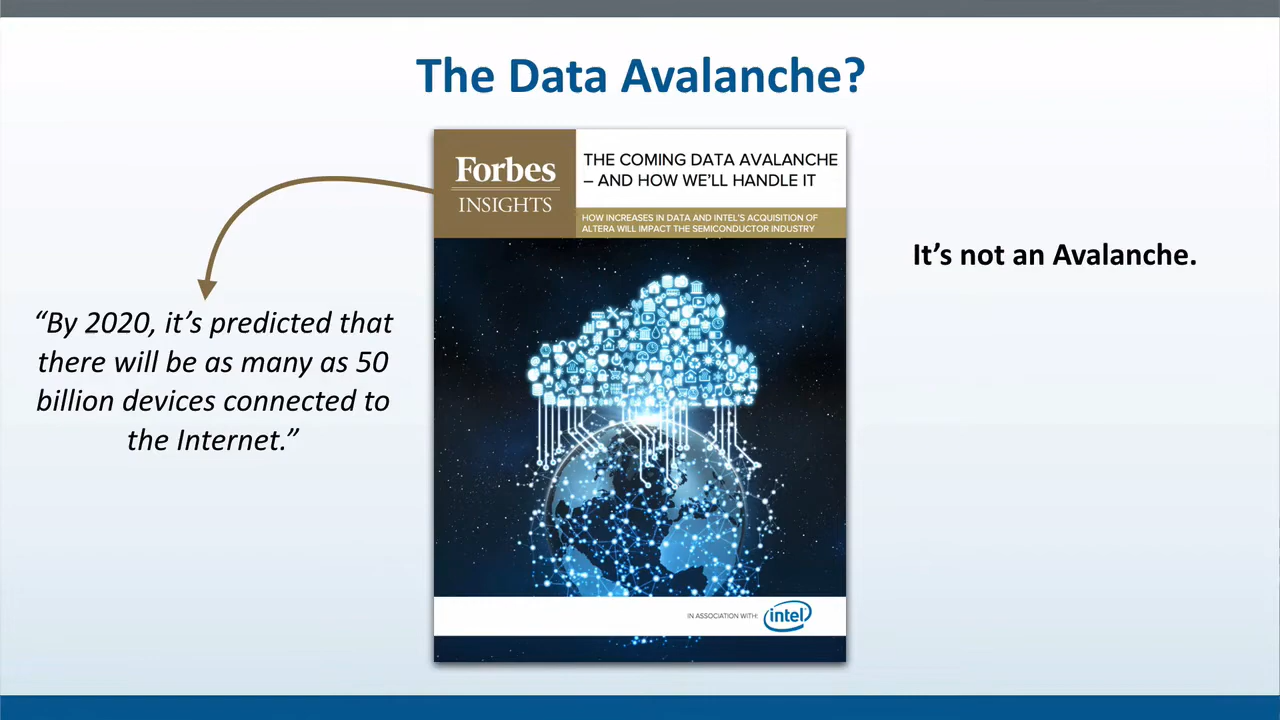 The Data Avalanche?
Forbes
INSIGHTS
THE COMING DATA AVALANCHE
– AND HOW WE’LL HANDLE IT
HOW INCREASES IN DATA AND INTEL’S ACQUISITION OF
ALTERA WILL IMPACT THE SEMICONDUCTOR INDUSTRY
“By 2020, it’s predicted that
there will be as many as 50
billion devices connected to
the Internet.”
It’s not an Avalanche.
IN ASSOCIATION WITH:
intel